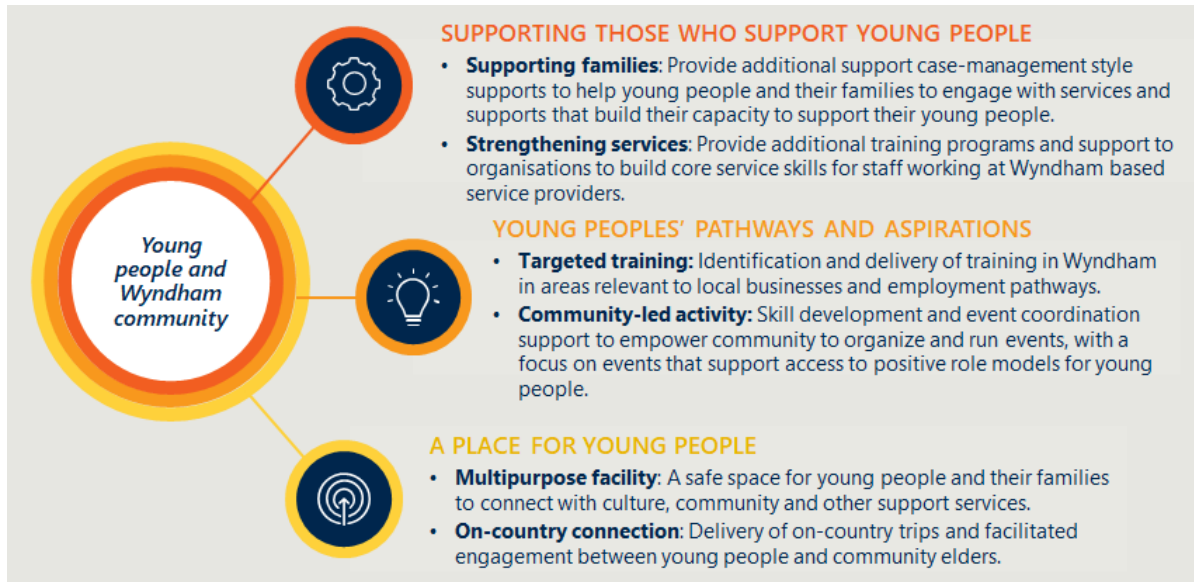 SUPPORTING THOSE WHO SUPPORT YOUNG PEOPLE
• Supporting families: Provide additional support case-management style
supports to help young people and their families to engage with services and
supports that build their capacity to support their young people.
• Strengthening services: Provide additional training programs and support to
organisations to build core service skills for staff working at Wyndham based
service providers.
Young
people and
Wyndham
community
YOUNG PEOPLES’ PATHWAYS AND ASPIRATIONS
• Targeted training: Identification and delivery of training in Wyndham
in areas relevant to local businesses and employment pathways.
• Community-led activity: Skill development and event coordination
support to empower community to organize and run events, with a
focus on events that support access to positive role models for young
people.
A PLACE FOR YOUNG PEOPLE
• Multipurpose facility: A safe space for young people and their families
to connect with culture, community and other support services.
• On-country connection: Delivery of on-country trips and facilitated
engagement between young people and community elders.